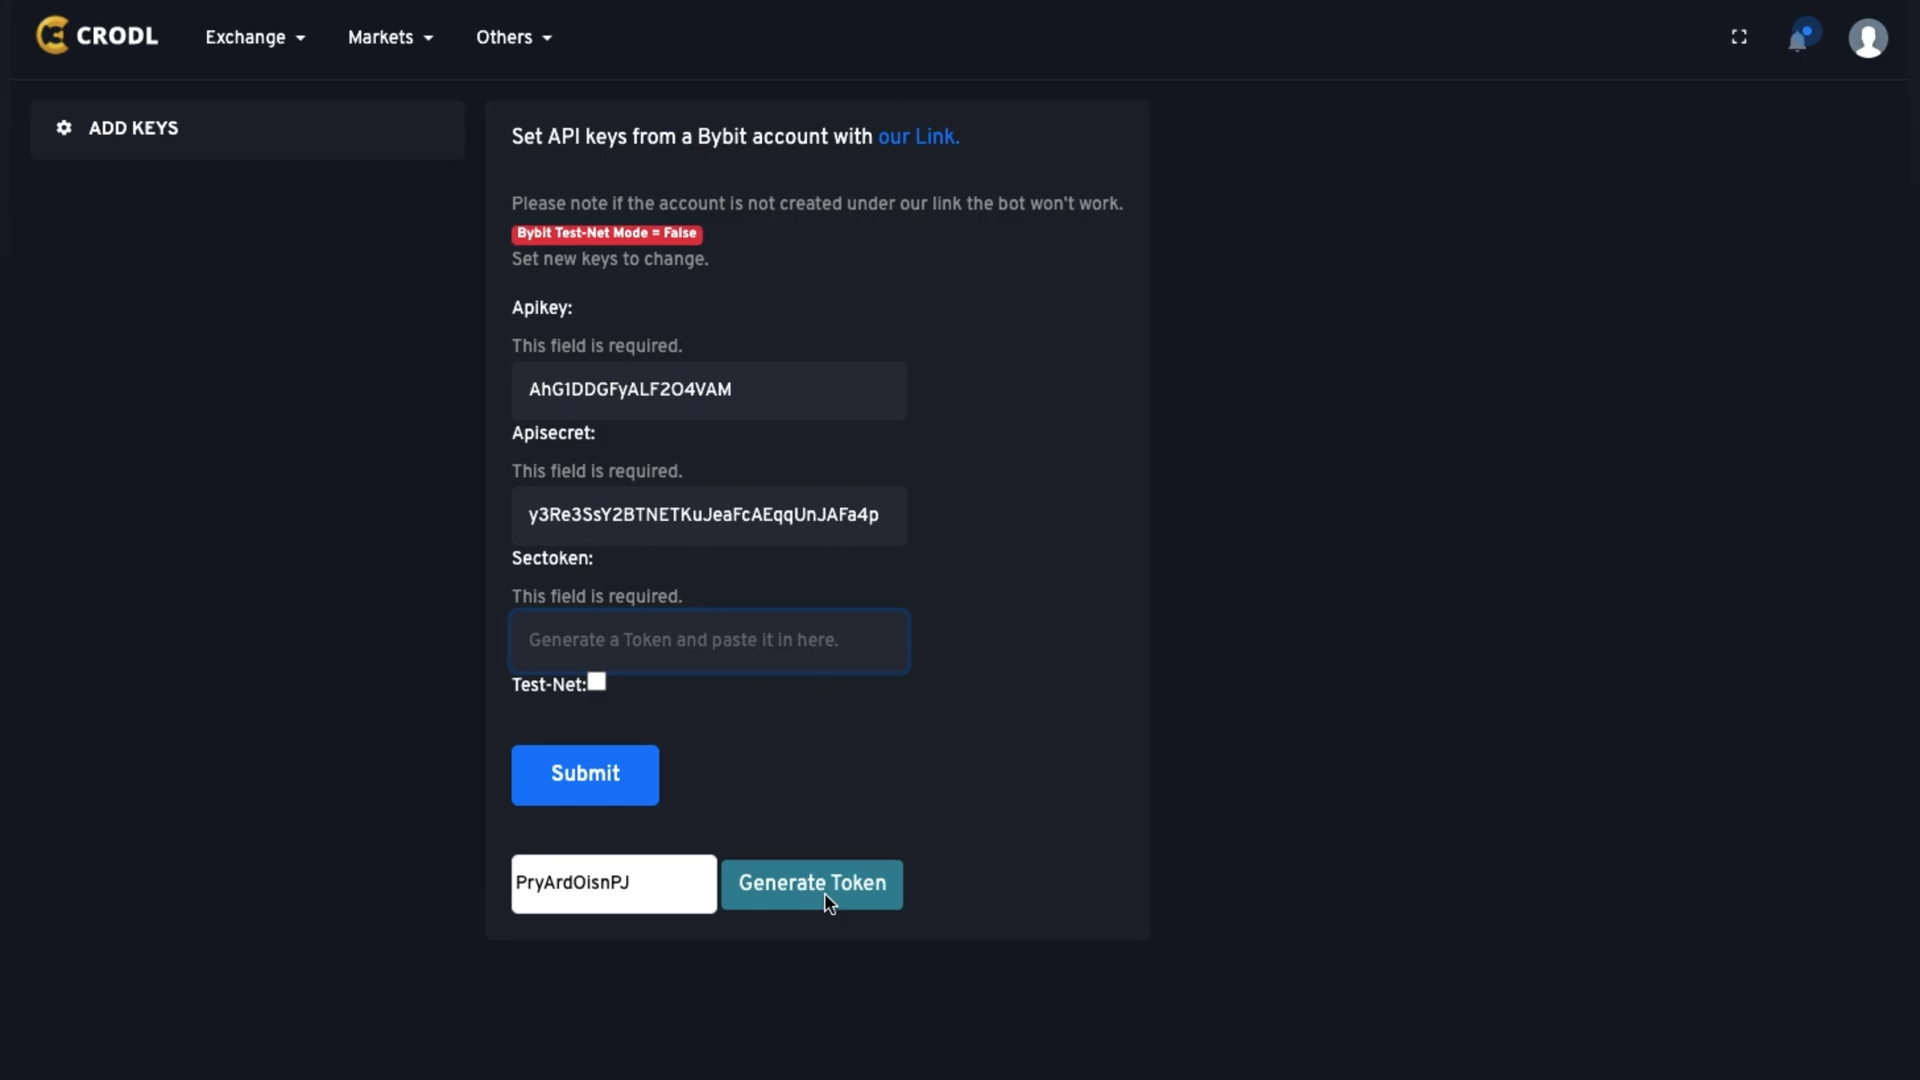 CRODL
Exchange
Markets
Others
ADD KEYS
Set API keys from a Bybit account with our Link.
Please note if the account is not created under our link the bot won't work.
Bybit Test-Net Mode = False
Set new keys to change.
Apikey:
This field is required.
AhG1DDGFyALF2O4VAM
Apisecret:
This field is required.
y3Re3SsY2BTNETKuJeaFcAEqqUnJAFa4p
Sectoken:
This field is required.
Generate a Token and paste it in here.
Test-Net:
Submit
PryArdOisnPJ
Generate Token